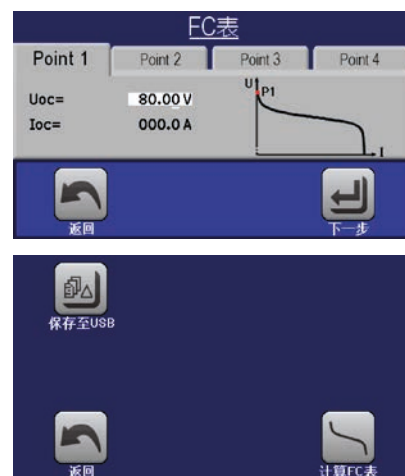 FC表
Point 1 Point 2 Point 3 Point 4
Uoc= 80.00 V
Ioc= 000.0 A
U P1
I
返回 下一步
保存至USB
返回 计算FC表